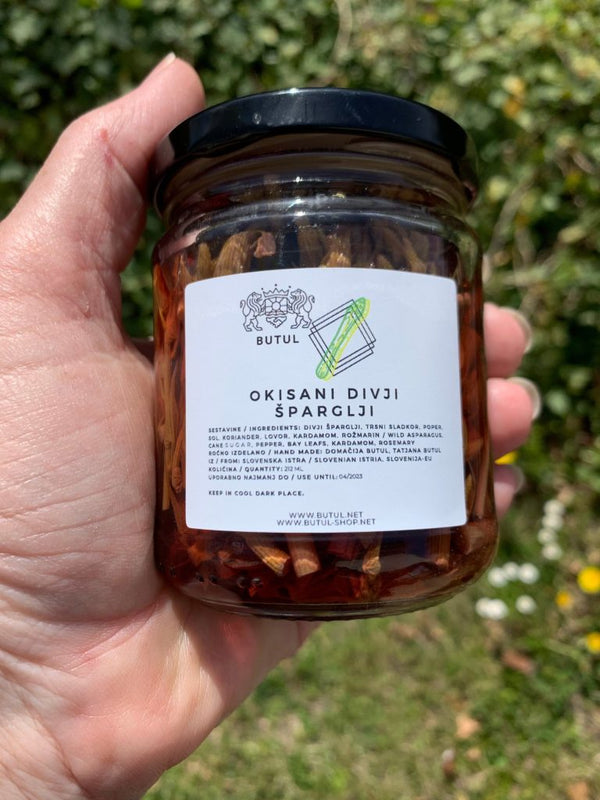 BUTUL
OKISANI DIVJI
ŠPARGLJI
SESTAVINE / INGREDIENTS: DIVJI ŠPARGLJI, TRSNI SLADKOR, POPER,
SOL, KORIANDER, LOVOR, KARDAMOM, ROŽMARIN / WILD ASPARAGUS,
CANE SUGAR, PEPPER, BAY LEAFS, KARDAMOM, ROSEMARY
ROČNO IZDELANO / HAND MADE: DOMAČIJA BUTUL, TATJANA BUTUL
IZ / FROM: SLOVENSKA ISTRA / SLOVENIAN ISTRIA, SLOVENIJA-EU
KOLIČINA / QUANTITY: 212 ML
UPORABNO NAJMANJ DO / USE UNTIL: 04/2023
KEEP IN COOL DARK PLACE.
WWW.BUTUL.NET
WWW.BUTUL-SHOP.NET